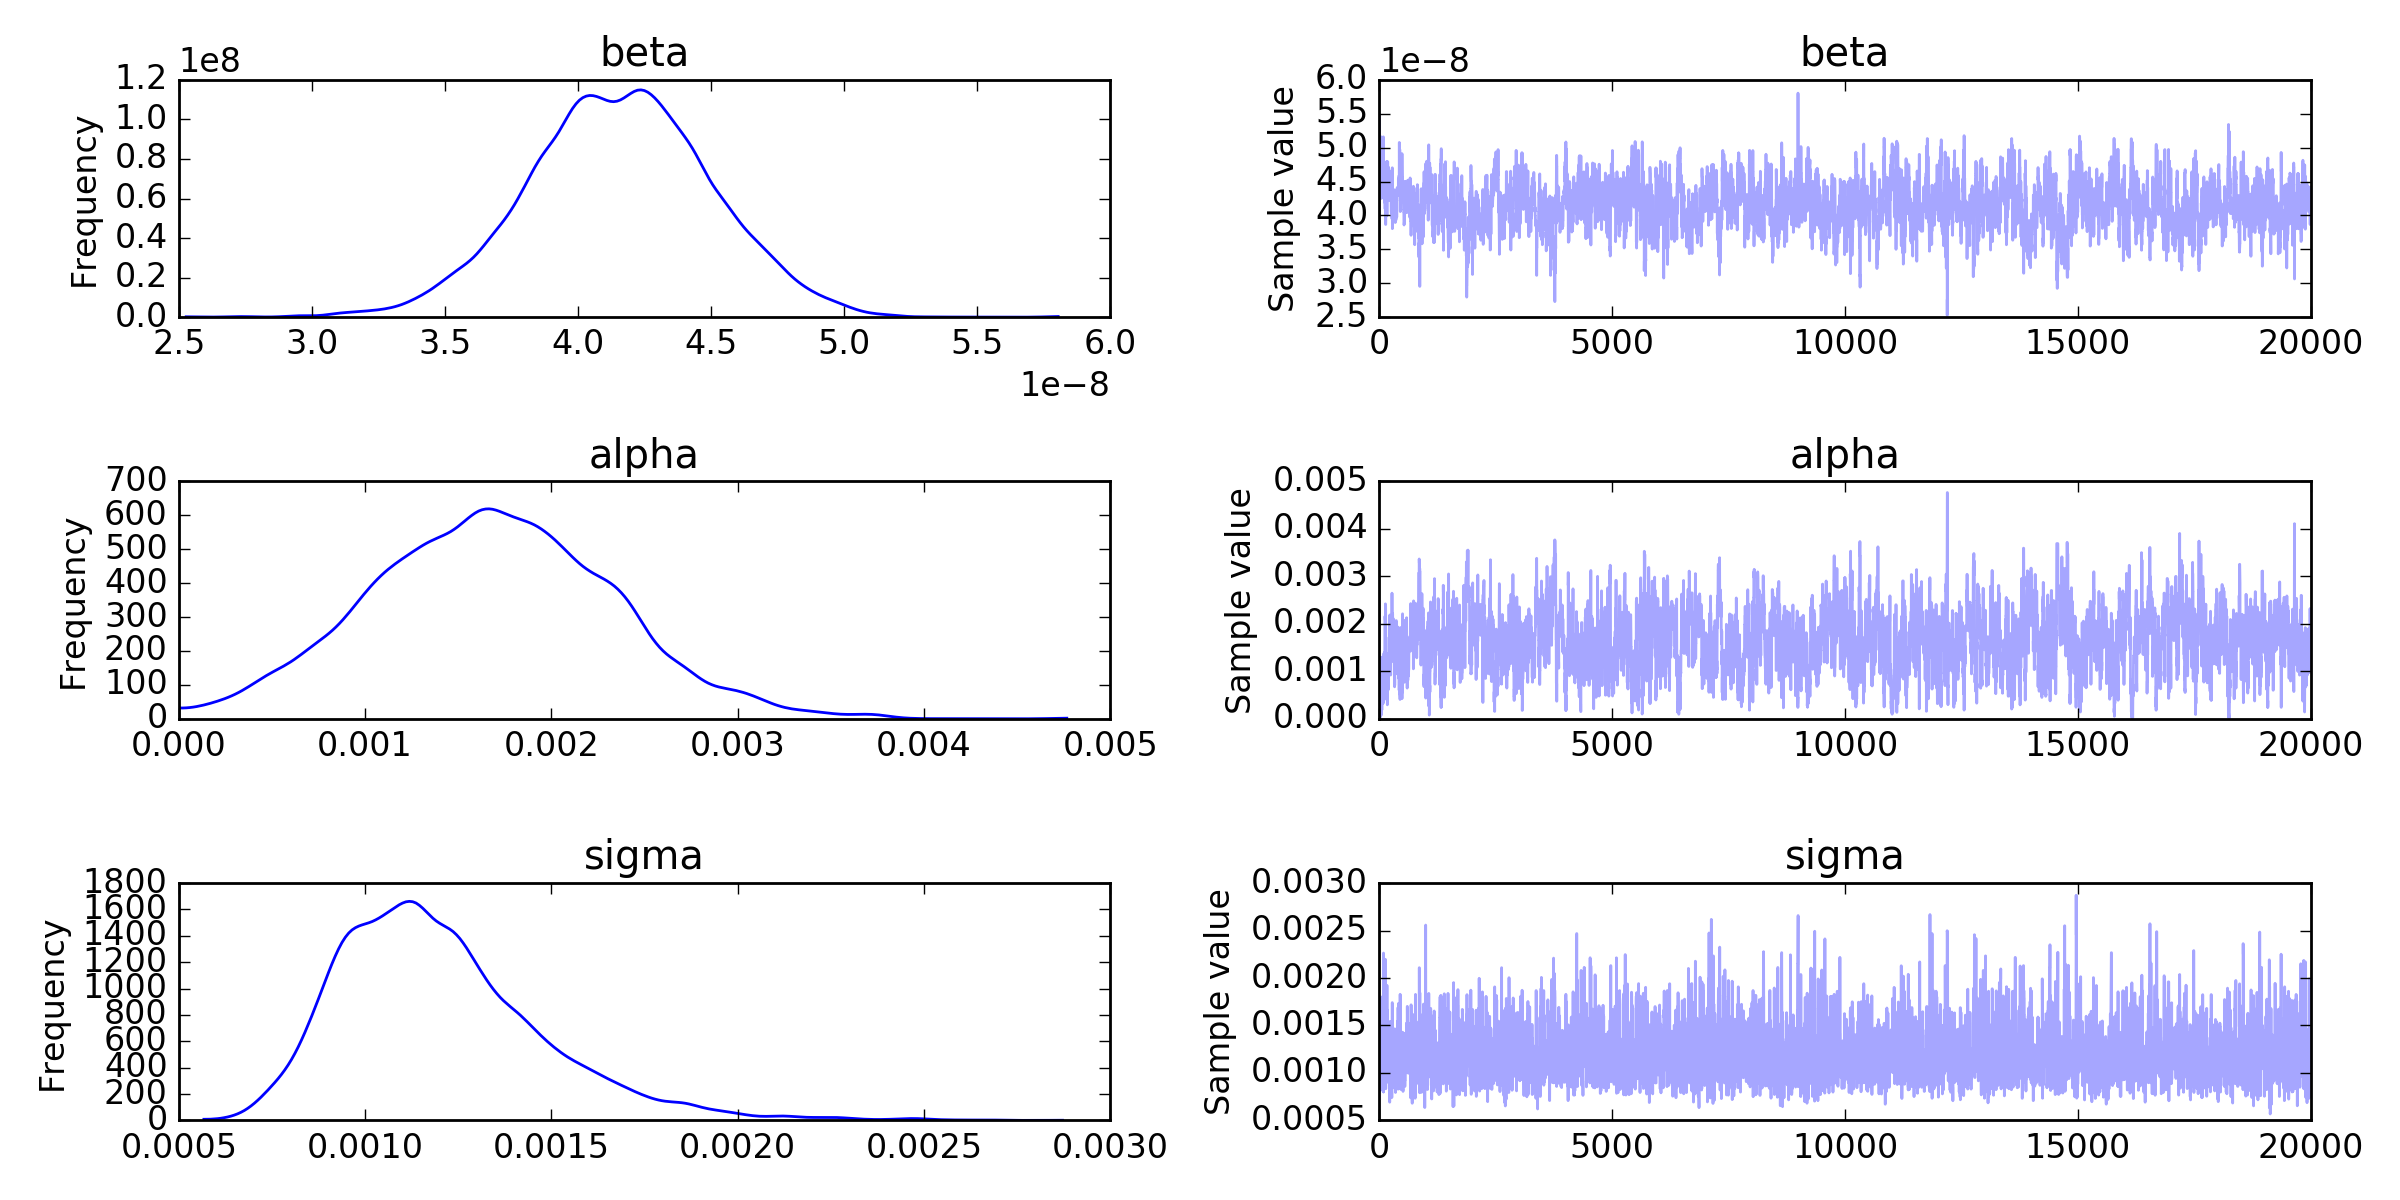 beta
1e8
Frequency
1.2
1.0
0.8
0.6
0.4
0.2
0.0
2.5 3.0 3.5 4.0 4.5 5.0 5.5 6.0
1e−8
beta
1e−8
Sample value
6.0
5.5
5.0
4.5
4.0
3.5
3.0
2.5
0 5000 10000 15000 20000
alpha
Frequency
700
600
500
400
300
200
100
0
0.000 0.001 0.002 0.003 0.004 0.005
alpha
Sample value
0.005
0.004
0.003
0.002
0.001
0.000
0 5000 10000 15000 20000
sigma
Frequency
1800
1600
1400
1200
1000
800
600
400
200
0
0.0005 0.0010 0.0015 0.0020 0.0025 0.0030
sigma
Sample value
0.0030
0.0025
0.0020
0.0015
0.0010
0.0005
0 5000 10000 15000 20000